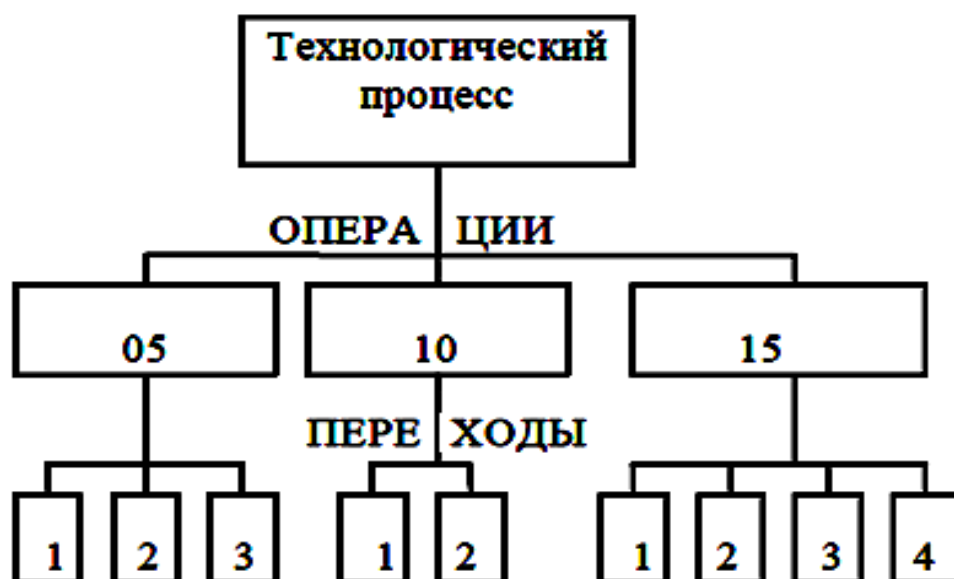 Технологический
процесс
ОПЕРА ЦИИ
05 10 15
ПЕРЕ ХОДЫ
1 2 3 1 2 1 2 3 4